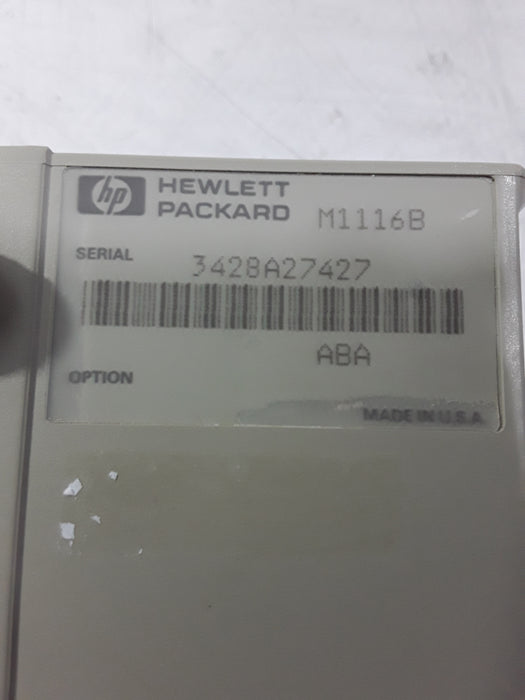 hp HEWLETT
PACKARD M1116B
SERIAL 3428A27427
ABA
OPTION
MADE IN U.S.A